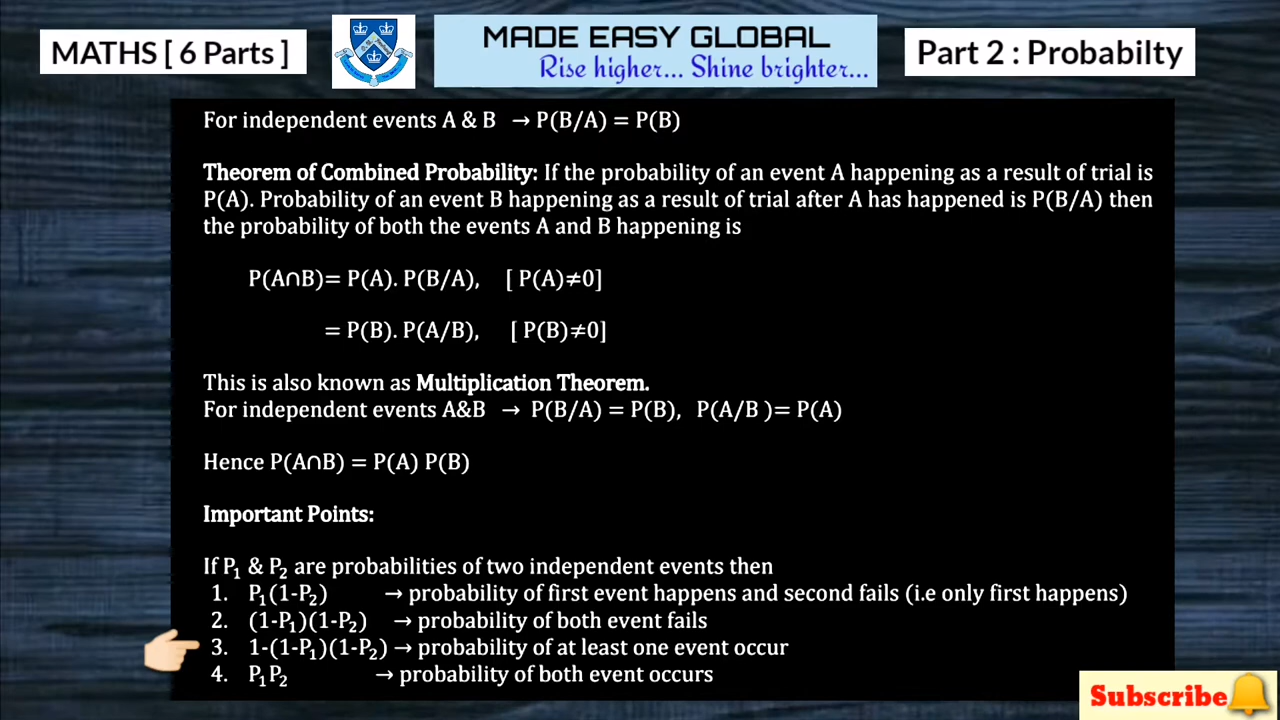 MATHS [ 6 Parts ]
MADE EASY GLOBAL
Rise higher... Shine brighter...
Part 2 : Probabilty
For independent events A & B → P(B/A) = P(B)
Theorem of Combined Probability: If the probability of an event A happening as a result of trial is
P(A). Probability of an event B happening as a result of trial after A has happened is P(B/A) then
the probability of both the events A and B happening is
P(A∩B)= P(A). P(B/A), [ P(A)≠0]
= P(B). P(A/B), [ P(B)≠0]
This is also known as Multiplication Theorem.
For independent events A&B → P(B/A) = P(B), P(A/B )= P(A)
Hence P(A∩B) = P(A) P(B)
Important Points:
If P₁ & P₂ are probabilities of two independent events then
1. P₁(1-P₂) → probability of first event happens and second fails (i.e only first happens)
2. (1-P₁)(1-P₂) → probability of both event fails
3. 1-(1-P₁)(1-P₂) → probability of at least one event occur
4. P₁P₂ → probability of both event occurs
Subscribe